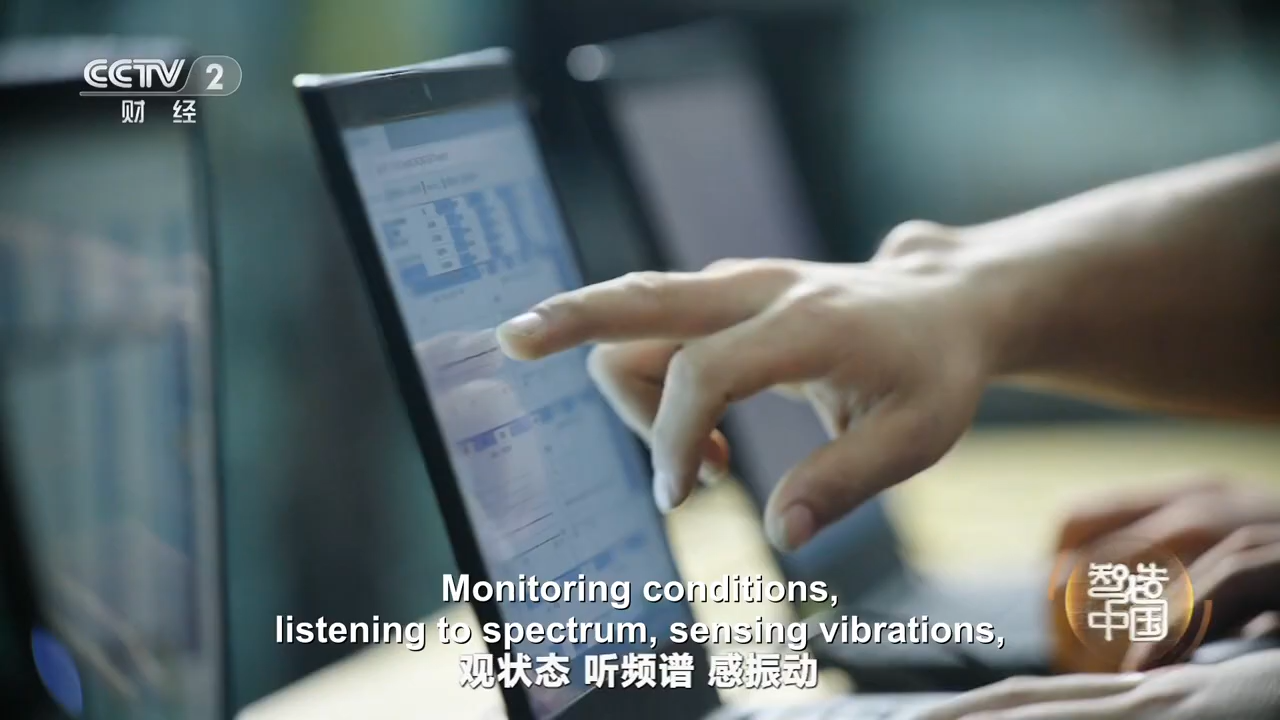 CCTV 2
财 经
Monitoring conditions,
listening to spectrum, sensing vibrations,
观状态 听频谱 感振动
智造
中国